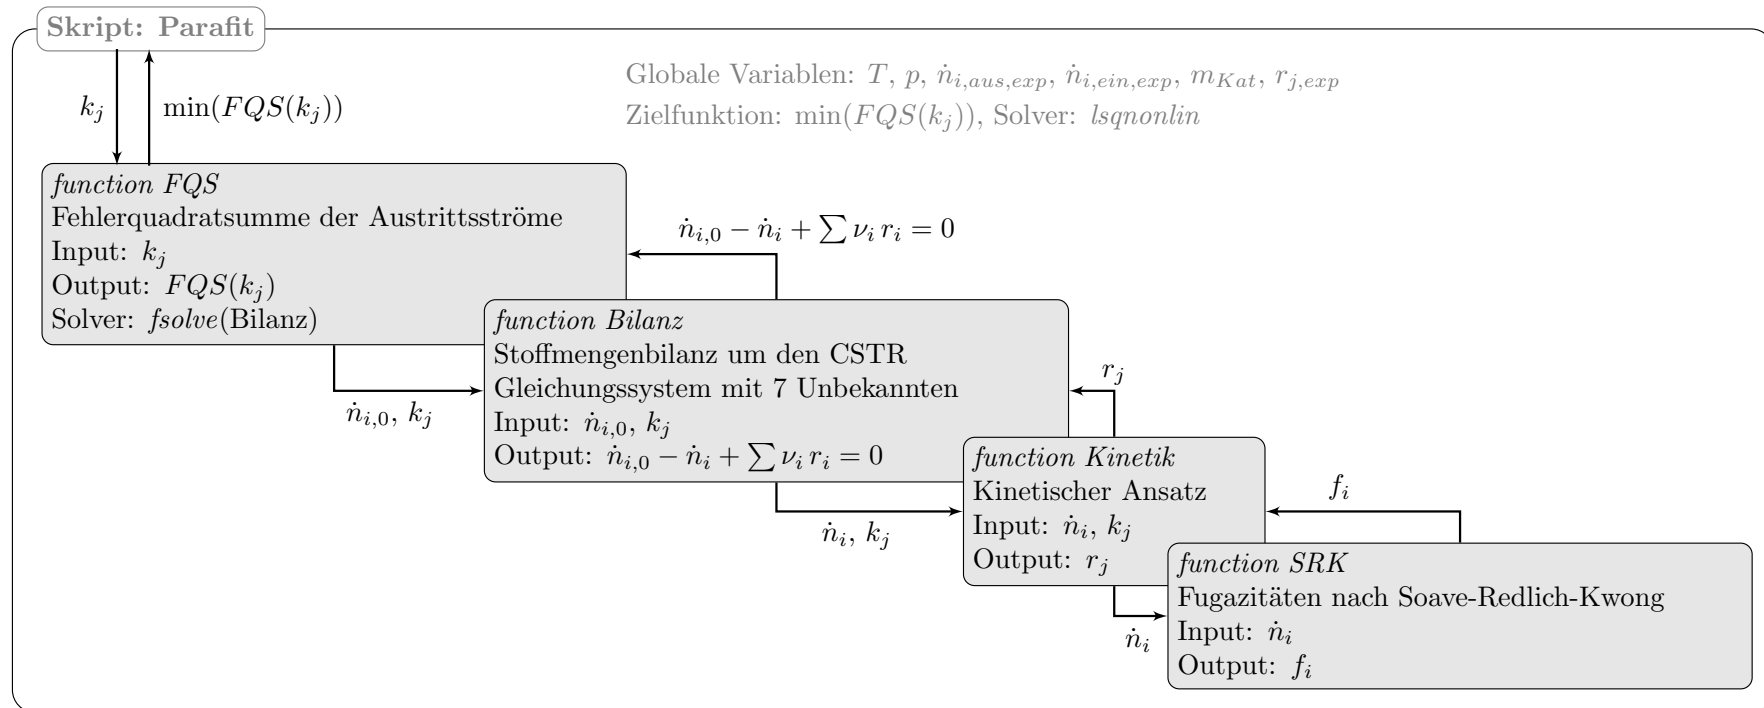 Skript: Parafit
Globale Variablen: T, p, ṅ_{i,aus,exp}, ṅ_{i,ein,exp}, m_{Kat}, r_{j,exp}
Zielfunktion: min(FQS(k_j)), Solver: lsqnonlin
k_j
min(FQS(k_j))
function FQS
Fehlerquadratsumme der Austrittsströme
Input: k_j
Output: FQS(k_j)
Solver: fsolve(Bilanz)
ṅ_{i,0} − ṅ_i + ∑ ν_i r_i = 0
ṅ_{i,0}, k_j
function Bilanz
Stoffmengenbilanz um den CSTR
Gleichungssystem mit 7 Unbekannten
Input: ṅ_{i,0}, k_j
Output: ṅ_{i,0} − ṅ_i + ∑ ν_i r_i = 0
r_j
ṅ_i, k_j
function Kinetik
Kinetischer Ansatz
Input: ṅ_i, k_j
Output: r_j
f_i
ṅ_i
function SRK
Fugazitäten nach Soave-Redlich-Kwong
Input: ṅ_i
Output: f_i